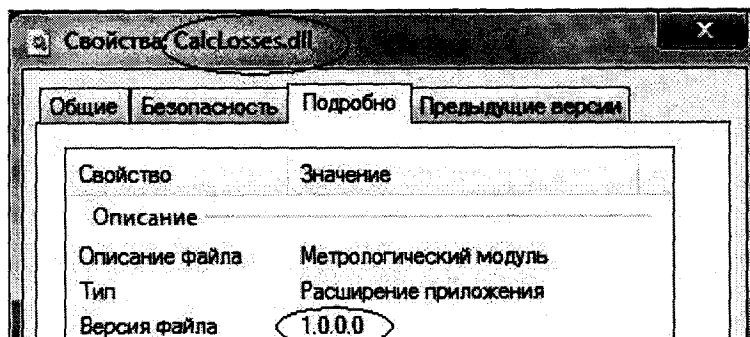 Свойства: CalcLosses.dll
Общие Безопасность Подробно Предыдущие версии
Свойство Значение
Описание
Описание файла Метрологический модуль
Тип Расширение приложения
Версия файла 1.0.0.0